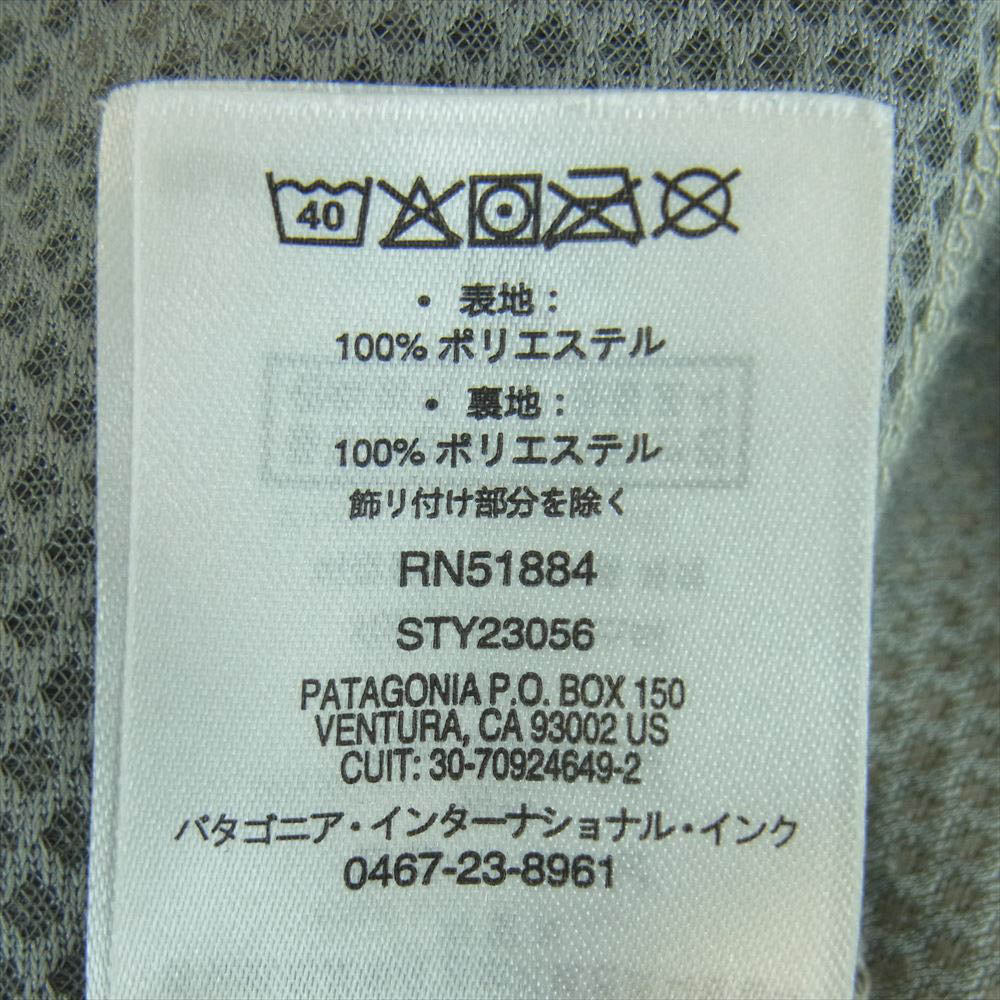 40
• 表地：
100% ポリエステル
• 裏地：
100% ポリエステル
飾り付け部分を除く
RN51884
STY23056
PATAGONIA P.O. BOX 150
VENTURA, CA 93002 US
CUIT: 30-70924649-2
パタゴニア・インターナショナル・インク
0467-23-8961